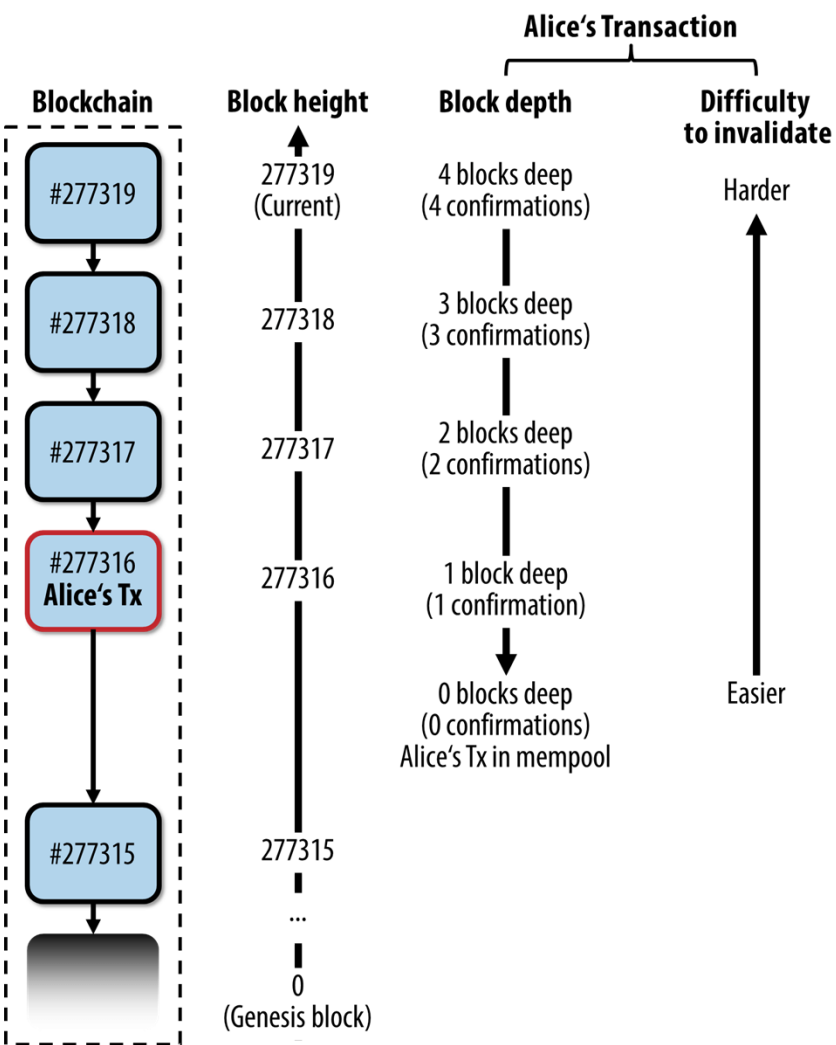 Alice‘s Transaction
Blockchain
Block height
Block depth
Difficulty
to invalidate
#277319
277319
(Current)
4 blocks deep
(4 confirmations)
Harder
#277318
277318
3 blocks deep
(3 confirmations)
#277317
277317
2 blocks deep
(2 confirmations)
#277316
Alice‘s Tx
277316
1 block deep
(1 confirmation)
0 blocks deep
(0 confirmations)
Alice‘s Tx in mempool
Easier
#277315
277315
...
0
(Genesis block)